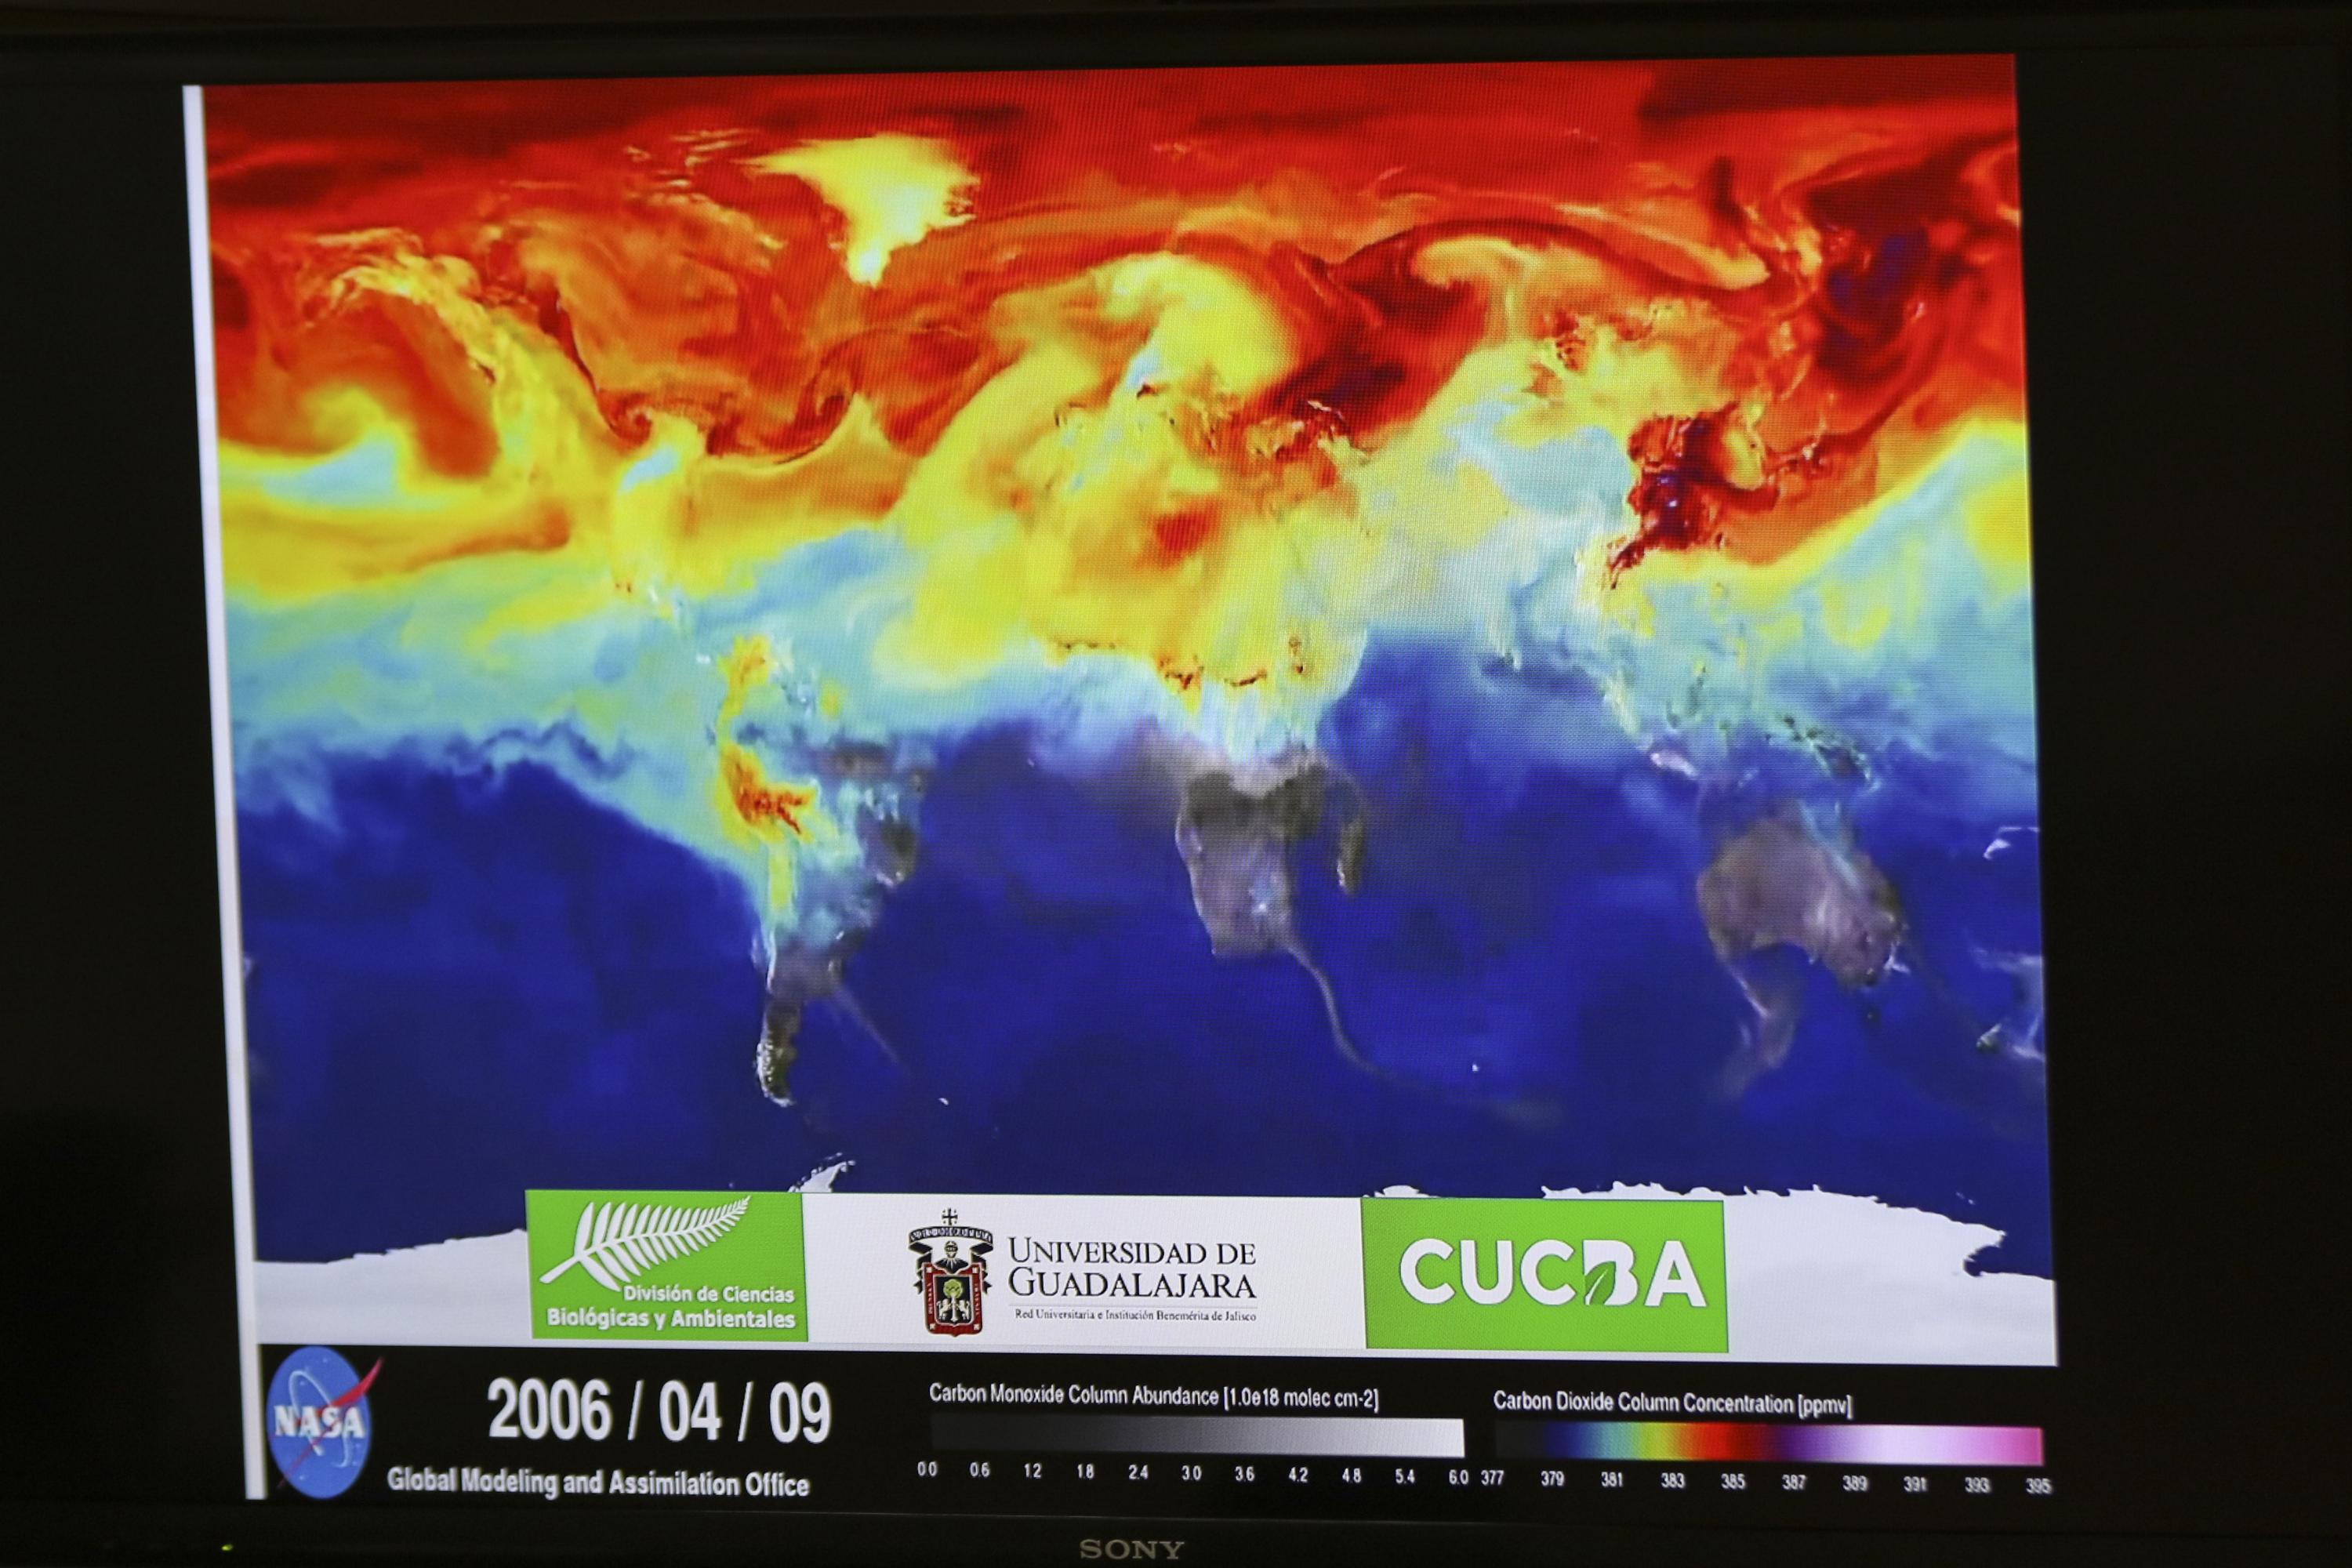 División de Ciencias
Biológicas y Ambientales
UNIVERSIDAD DE
GUADALAJARA
Red Universitaria e Institución Benemérita de Jalisco
CUCBA
NASA
2006 / 04 / 09
Global Modeling and Assimilation Office
Carbon Monoxide Column Abundance [1.0e18 molec cm-2]
0.0 0.6 1.2 1.8 2.4 3.0 3.6 4.2 4.8 5.4 6.0
Carbon Dioxide Column Concentration [ppmv]
377 379 381 383 385 387 389 391 393 395
SONY